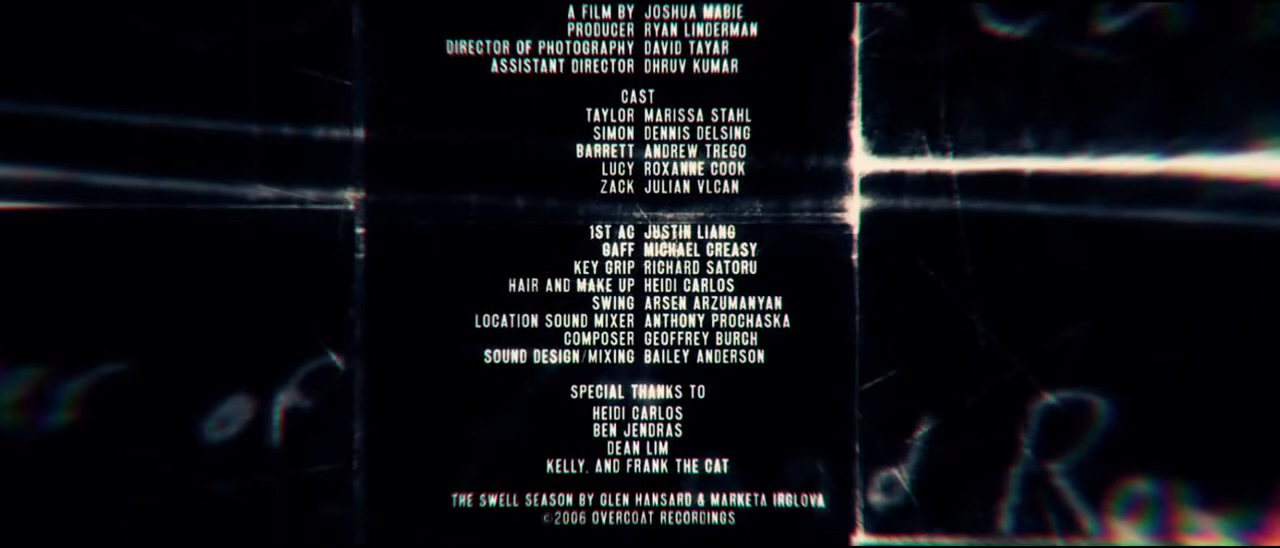 A FILM BY JOSHUA MABIE
PRODUCER RYAN LINDERMAN
DIRECTOR OF PHOTOGRAPHY DAVID TAYAR
ASSISTANT DIRECTOR DHRUV KUMAR
CAST
TAYLOR MARISSA STAHL
SIMON DENNIS DELSING
BARRETT ANDREW TREGO
LUCY ROXANNE COOK
ZACK JULIAN VLCAN
1ST AC JUSTIN LIANG
GAFF MICHAEL CREASY
KEY GRIP RICHARD SATORU
HAIR AND MAKE UP HEIDI CARLOS
SWING ARSEN ARZUMANYAN
LOCATION SOUND MIXER ANTHONY PROCHASKA
COMPOSER GEOFFREY BURCH
SOUND DESIGN/MIXING BAILEY ANDERSON
SPECIAL THANKS TO
HEIDI CARLOS
BEN JENDRAS
DEAN LIM
KELLY, AND FRANK THE CAT
THE SWELL SEASON BY GLEN HANSARD & MARKETA IRGLOVA
©2006 OVERCOAT RECORDINGS
of